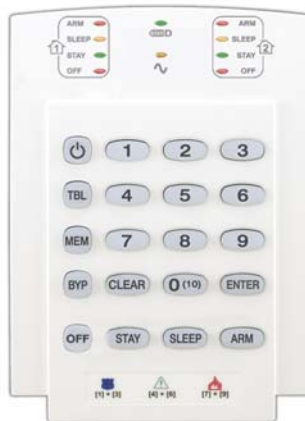 ARM ARM
SLEEP SLEEP
1 2
STAY STAY
OFF OFF
1 2 3
TBL 4 5 6
MEM 7 8 9
BYP CLEAR 0 (10) ENTER
OFF STAY SLEEP ARM
[1] + [3] [4] + [6] [7] + [9]